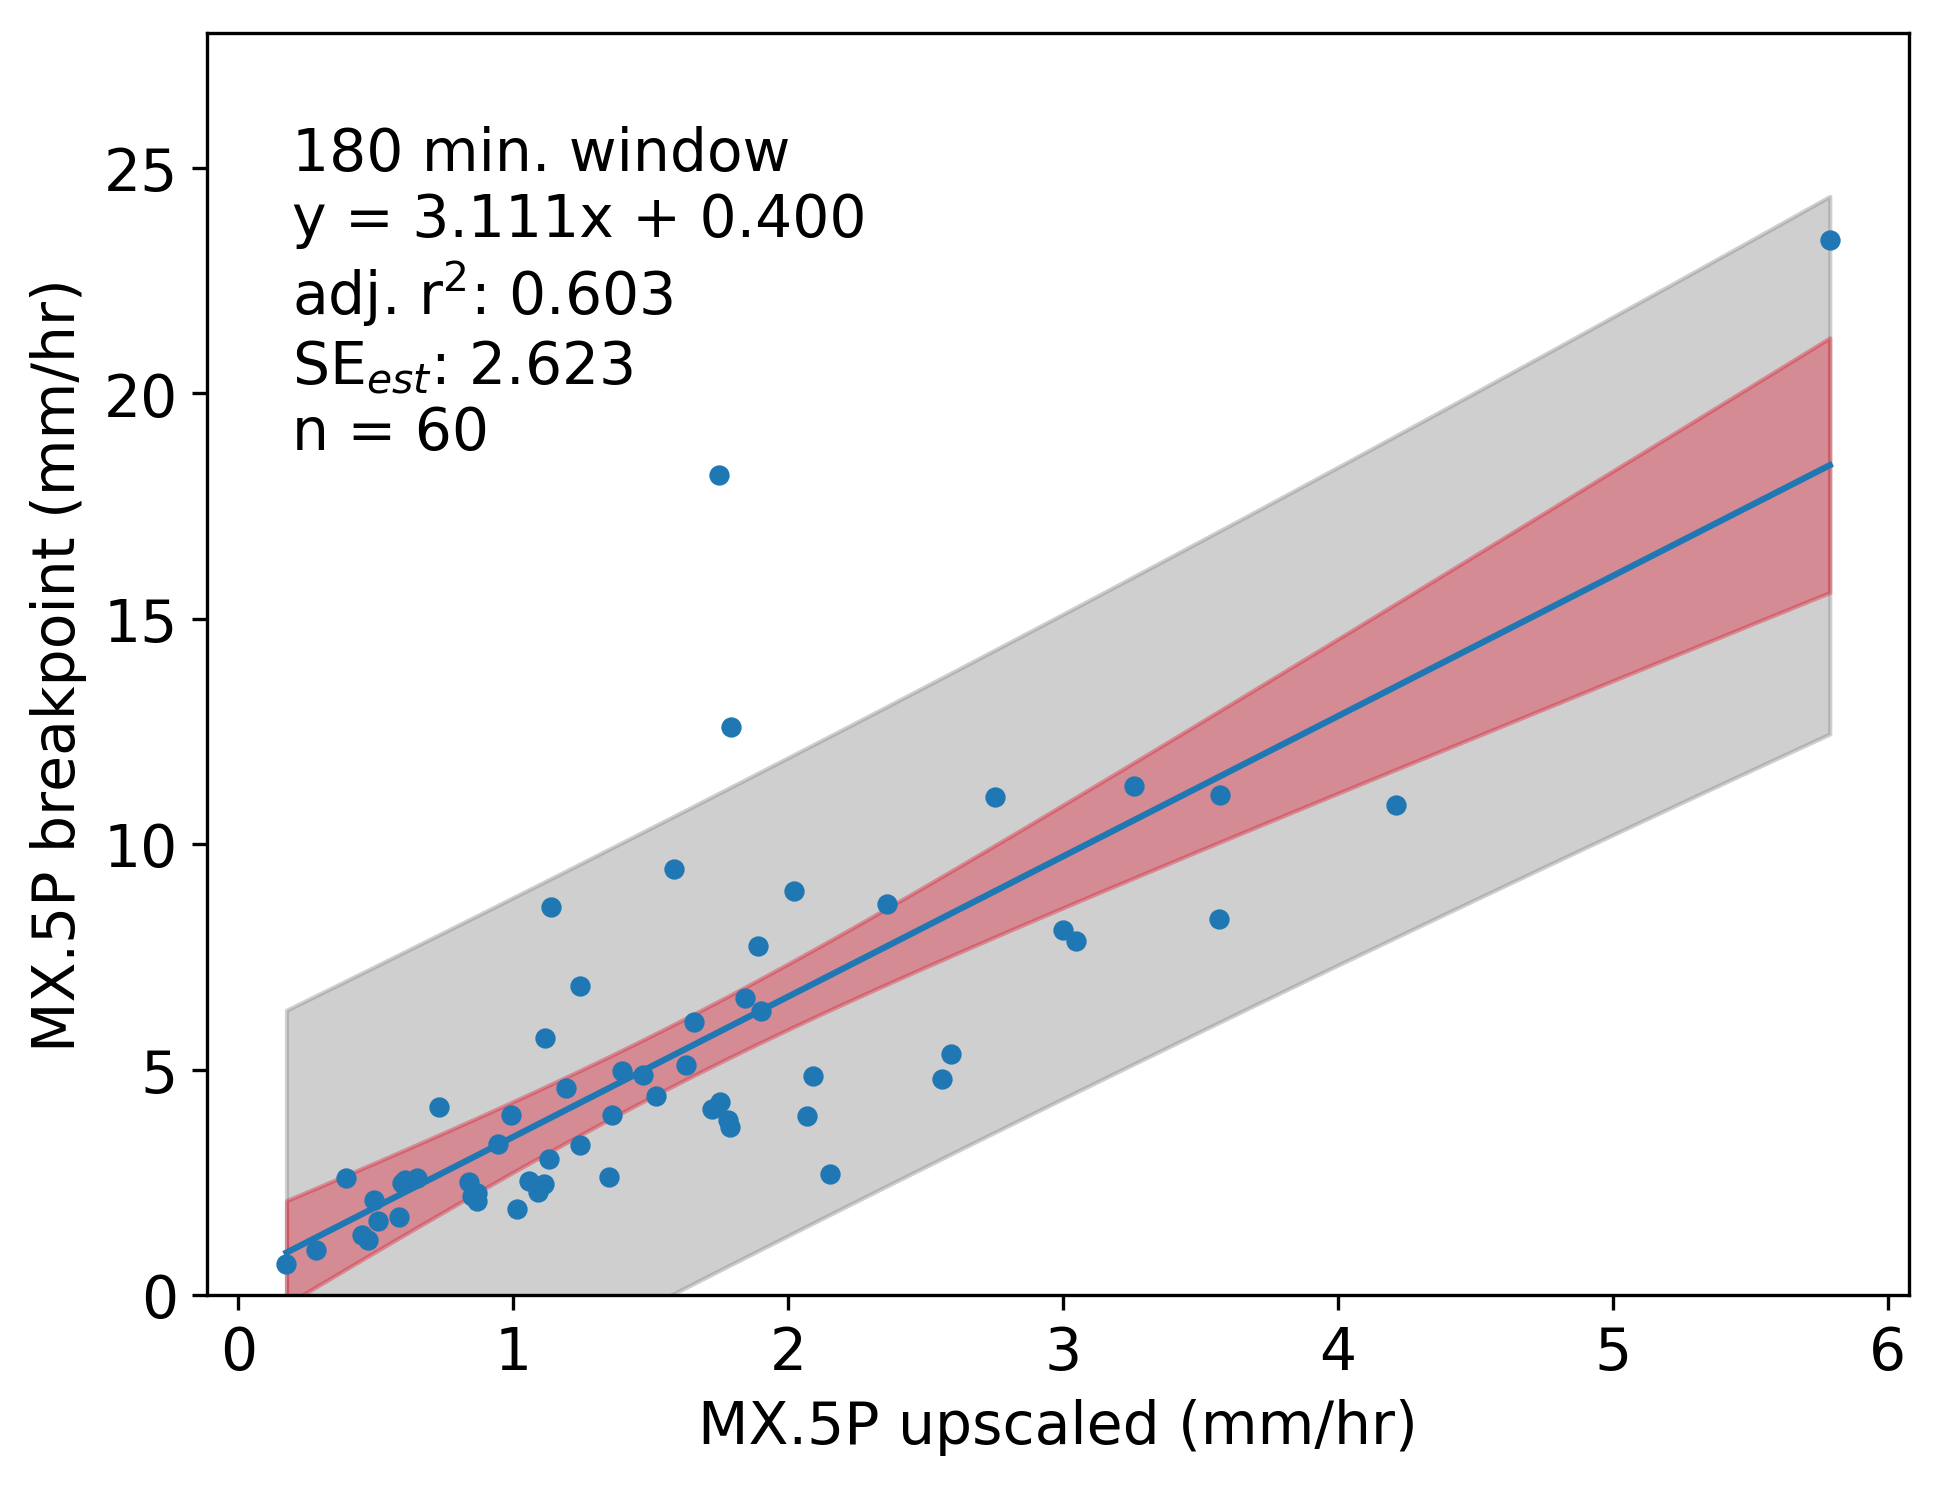 180 min. window
y = 3.111x + 0.400
adj. r²: 0.603
SEₑₛₜ: 2.623
n = 60
25
20
15
10
5
0
MX.5P breakpoint (mm/hr)
0 1 2 3 4 5 6
MX.5P upscaled (mm/hr)